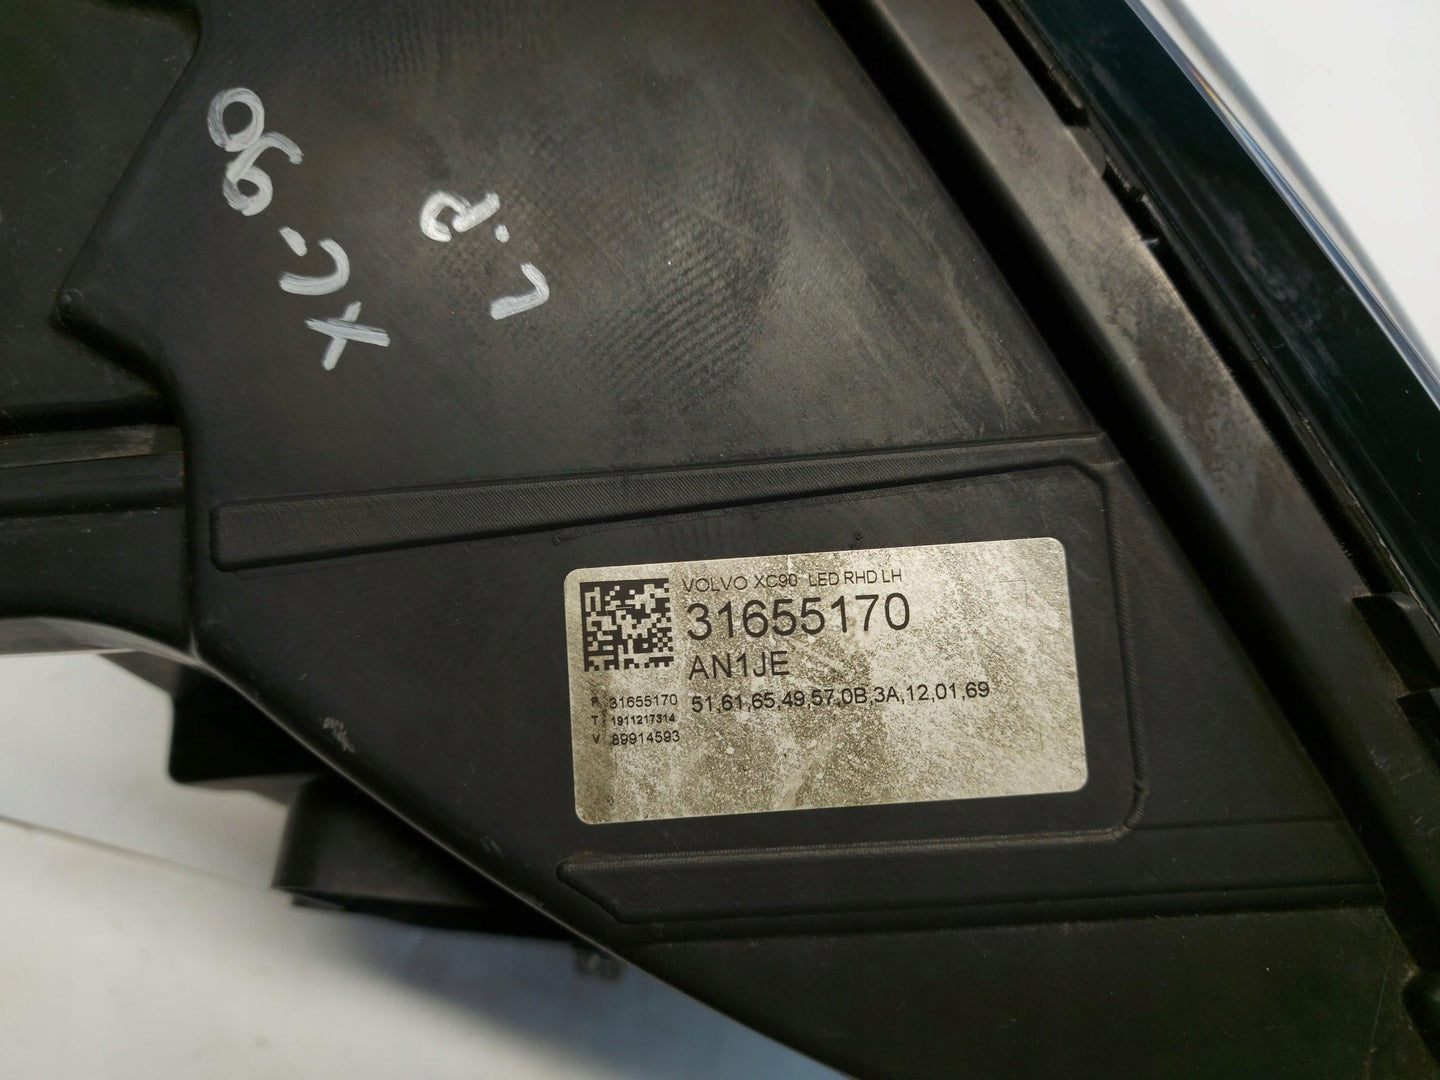 XC-90
L.P.
VOLVO XC90 LED RHD LH
31655170
AN1JE
P 31655170 51,61,65,49,57,0B,3A,12,01,69
T 1911217314
V 89914593